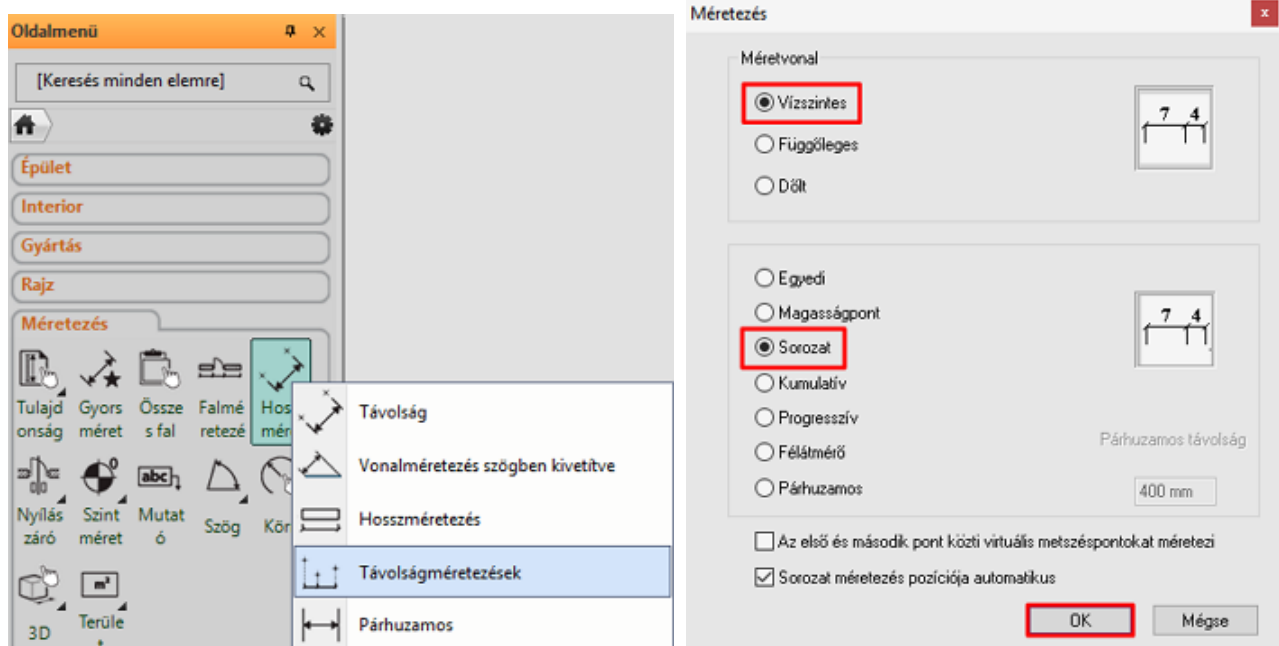 Oldalmenü
[Keresés minden elemre]
Épület
Interior
Gyártás
Rajz
Méretezés
Tulajd Gyors Össze Falmé Hos
onság méret s fal retezé mér
Nyílás Szint Mutat Szög Kör
záró méret ó
3D Terüle
Távolság
Vonalméretezés szögben kivetítve
Hosszméretezés
Távolságméretezések
Párhuzamos
Méretezés
x
Méretvonal
Vízszintes
Függőleges
Dőlt
7 4
Egyedi
Magasságpont
Sorozat
Kumulatív
Progresszív
Félátmérő
Párhuzamos
7 4
Párhuzamos távolság
400 mm
Az első és második pont közti virtuális metszéspontokat méretezi
Sorozat méretezés pozíciója automatikus
OK Mégse